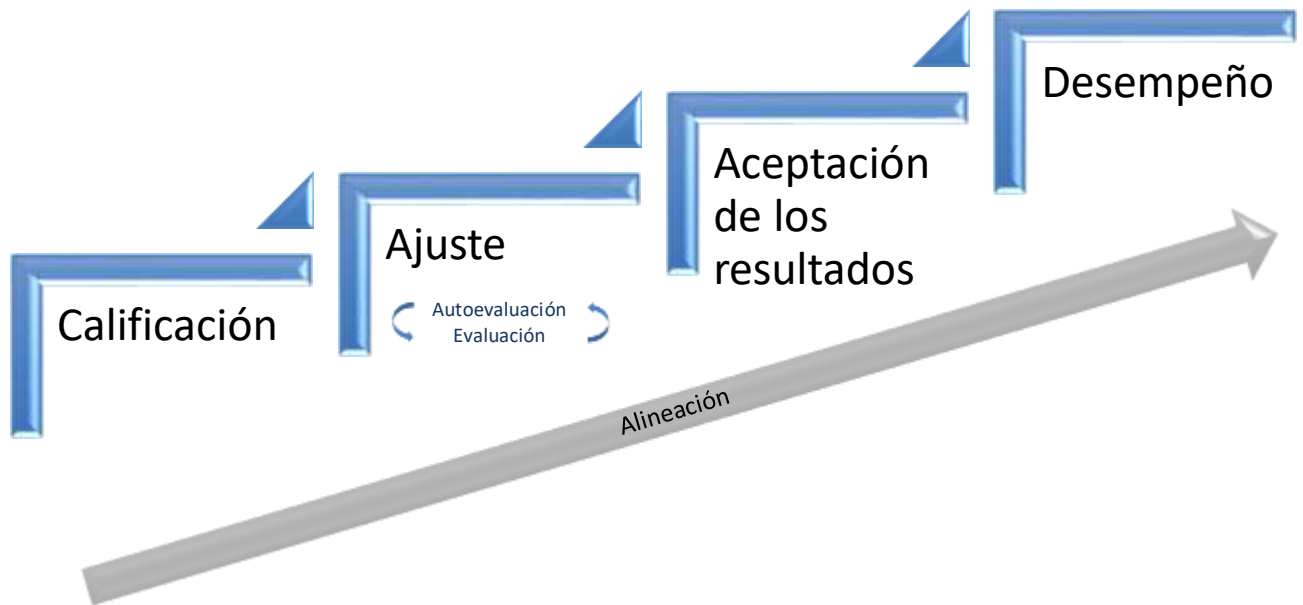 Calificación
Ajuste
Autoevaluación
Evaluación
Aceptación
de los
resultados
Desempeño
Alineación